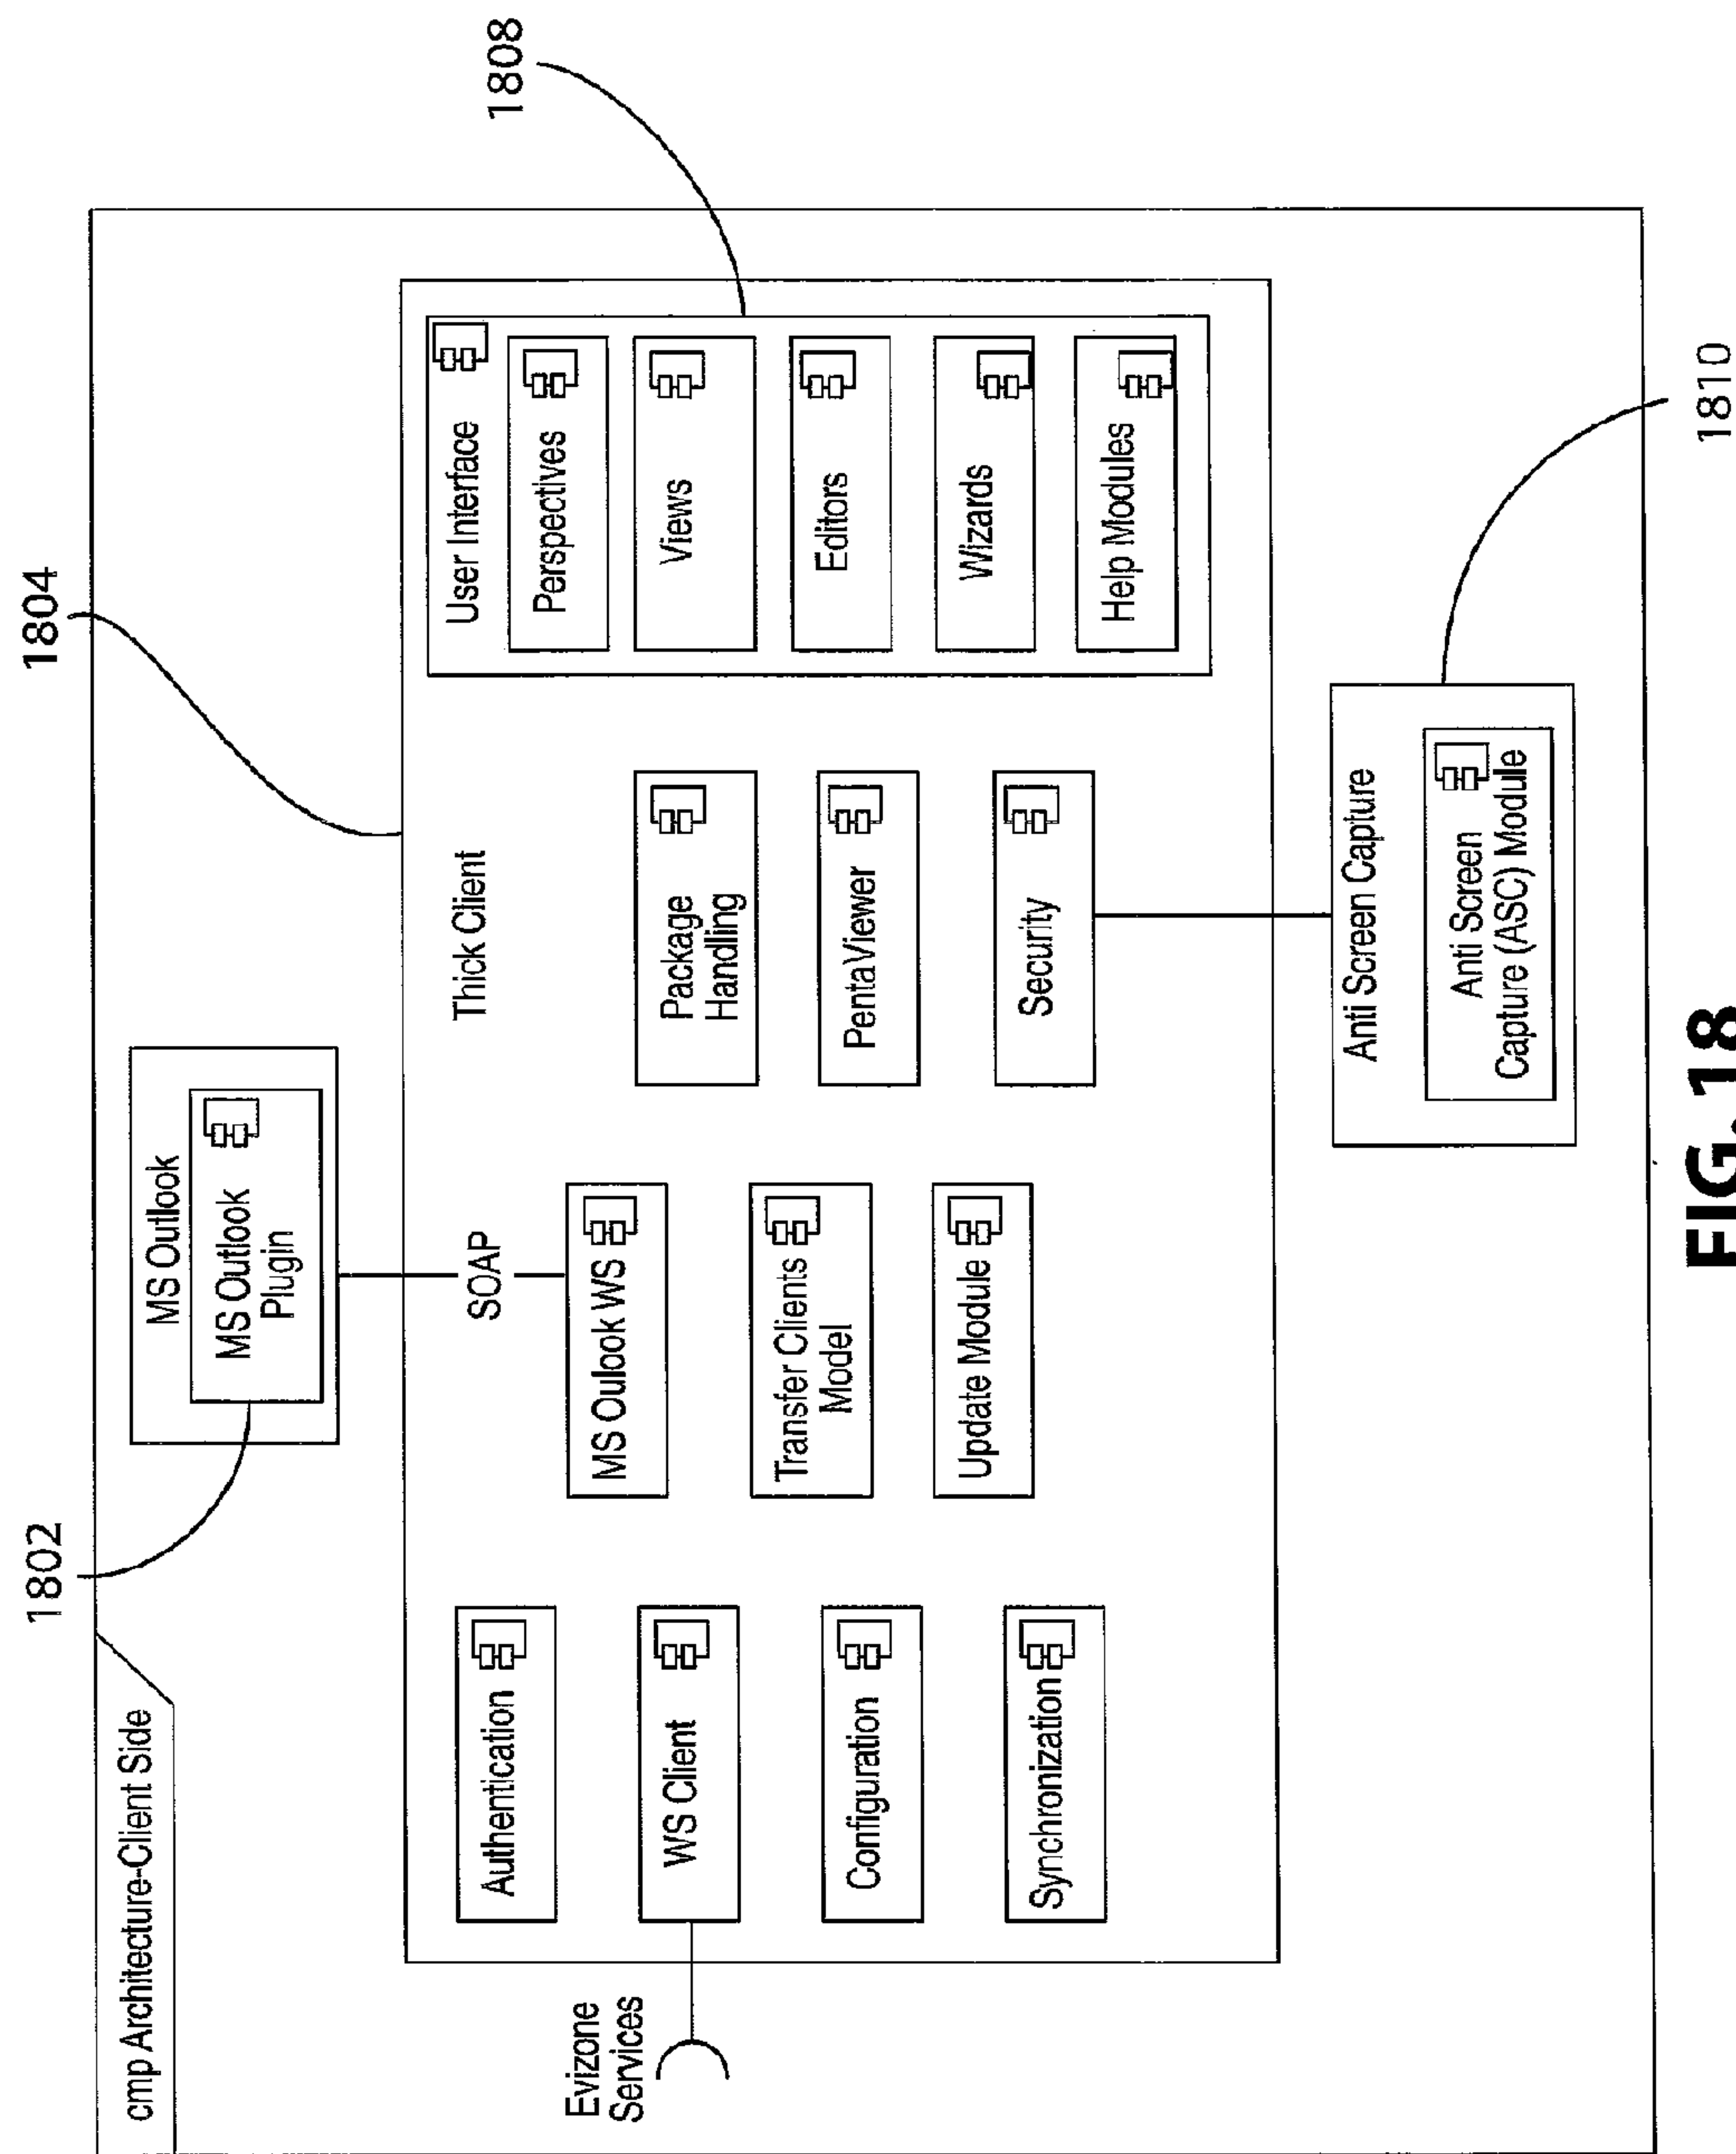 cmp Architecture-Client Side
1802
1804
1808
MS Outlook
MS Outlook
Plugin
SOAP
Thick Client
Evizone
Services
Authentication
WS Client
Configuration
Synchronization
MS Oulook WS
Transfer Clients
Model
Update Module
Package
Handling
PentaViewer
Security
User Interface
Perspectives
Views
Editors
Wizards
Help Modules
Anti Screen Capture
Anti Screen
Capture (ASC) Module
1810
FIG. 18